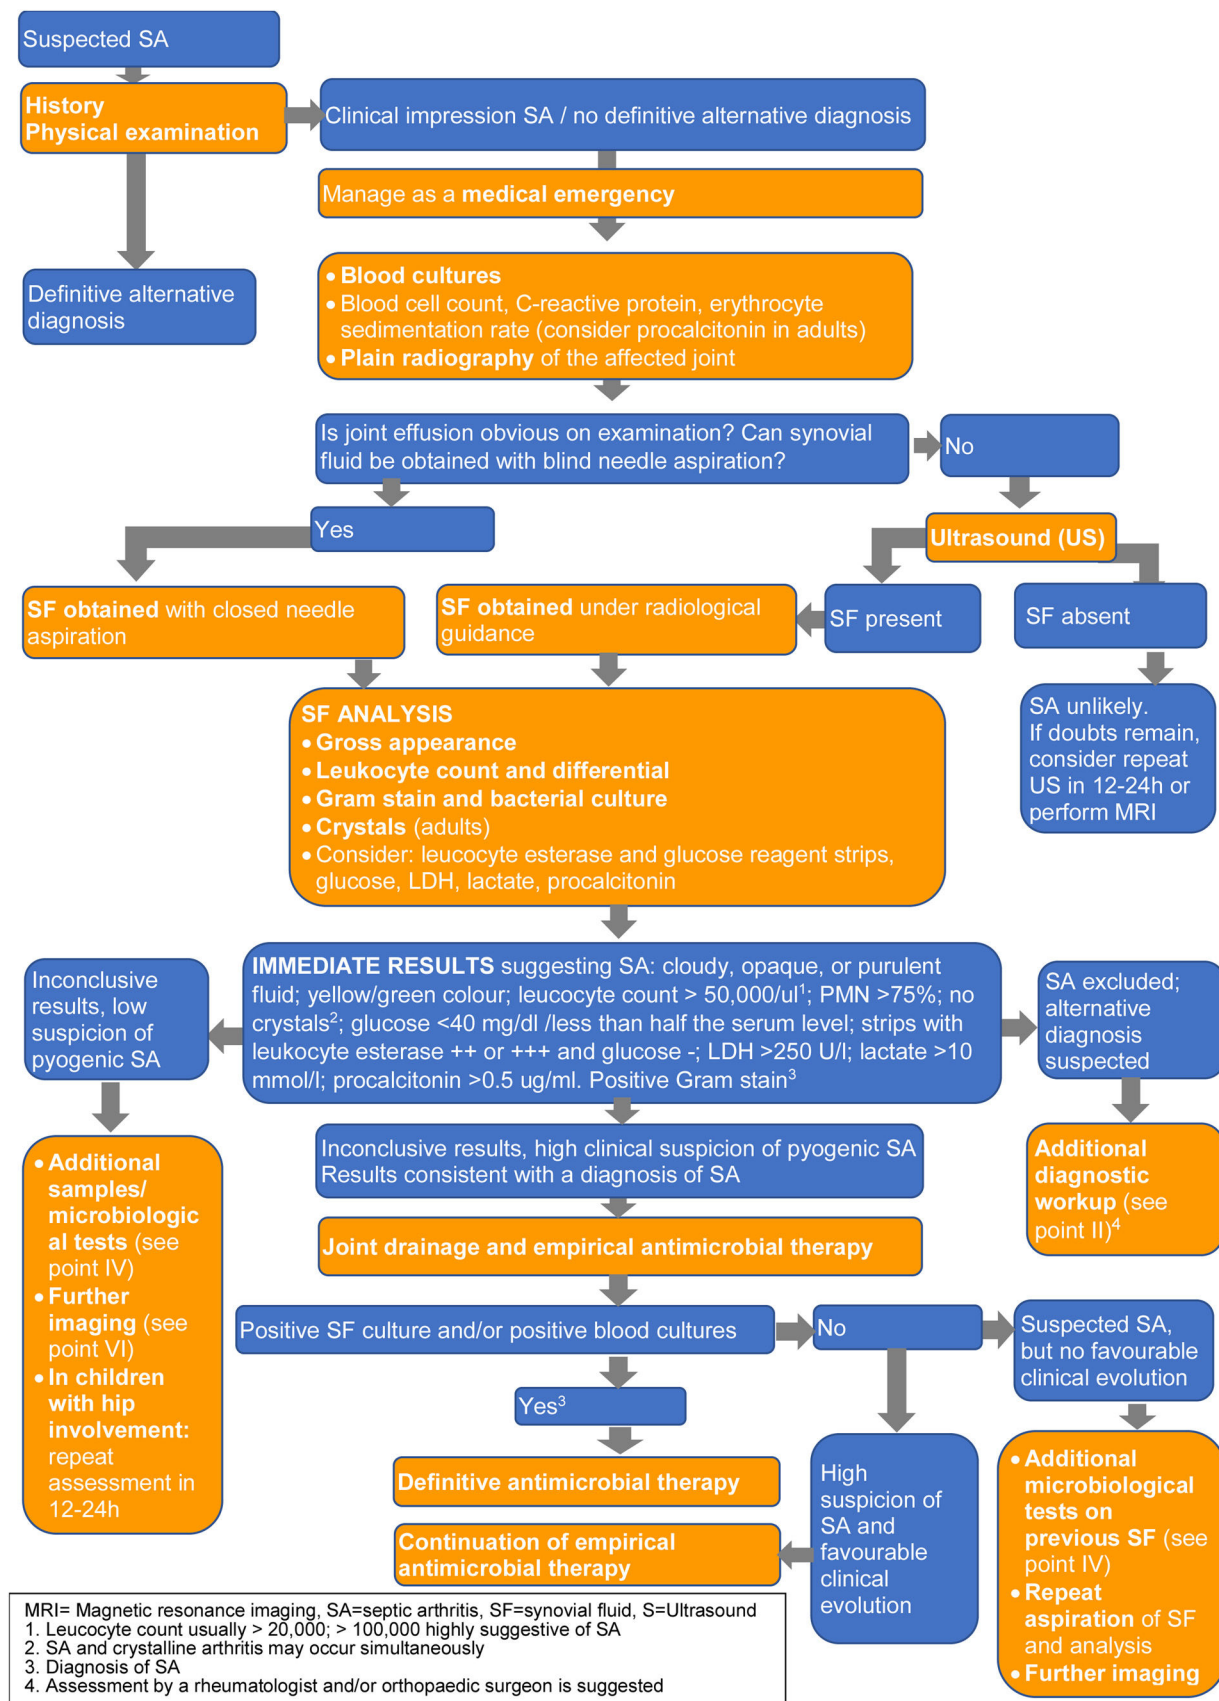 Suspected SA
History
Physical examination
Clinical impression SA / no definitive alternative diagnosis
Manage as a medical emergency
Definitive alternative
diagnosis
• Blood cultures
• Blood cell count, C-reactive protein, erythrocyte
sedimentation rate (consider procalcitonin in adults)
• Plain radiography of the affected joint
Is joint effusion obvious on examination? Can synovial
fluid be obtained with blind needle aspiration?
No
Yes
Ultrasound (US)
SF obtained with closed needle
aspiration
SF obtained under radiological
guidance
SF present
SF absent
SA unlikely.
If doubts remain,
consider repeat
US in 12-24h or
perform MRI
SF ANALYSIS
• Gross appearance
• Leukocyte count and differential
• Gram stain and bacterial culture
• Crystals (adults)
• Consider: leucocyte esterase and glucose reagent strips,
glucose, LDH, lactate, procalcitonin
Inconclusive
results, low
suspicion of
pyogenic SA
IMMEDIATE RESULTS suggesting SA: cloudy, opaque, or purulent
fluid; yellow/green colour; leucocyte count > 50,000/ul¹; PMN >75%; no
crystals²; glucose <40 mg/dl /less than half the serum level; strips with
leukocyte esterase ++ or +++ and glucose -; LDH >250 U/l; lactate >10
mmol/l; procalcitonin >0.5 ug/ml. Positive Gram stain³
SA excluded;
alternative
diagnosis
suspected
• Additional
samples/
microbiologic
al tests (see
point IV)
• Further
imaging (see
point VI)
• In children
with hip
involvement:
repeat
assessment in
12-24h
Inconclusive results, high clinical suspicion of pyogenic SA
Results consistent with a diagnosis of SA
Additional
diagnostic
workup (see
point II)⁴
Joint drainage and empirical antimicrobial therapy
Positive SF culture and/or positive blood cultures
No
Suspected SA,
but no favourable
clinical evolution
Yes³
Definitive antimicrobial therapy
Continuation of empirical
antimicrobial therapy
High
suspicion of
SA and
favourable
clinical
evolution
• Additional
microbiological
tests on
previous SF (see
point IV)
• Repeat
aspiration of SF
and analysis
• Further imaging
MRI= Magnetic resonance imaging, SA=septic arthritis, SF=synovial fluid, S=Ultrasound
1. Leucocyte count usually > 20,000; > 100,000 highly suggestive of SA
2. SA and crystalline arthritis may occur simultaneously
3. Diagnosis of SA
4. Assessment by a rheumatologist and/or orthopaedic surgeon is suggested